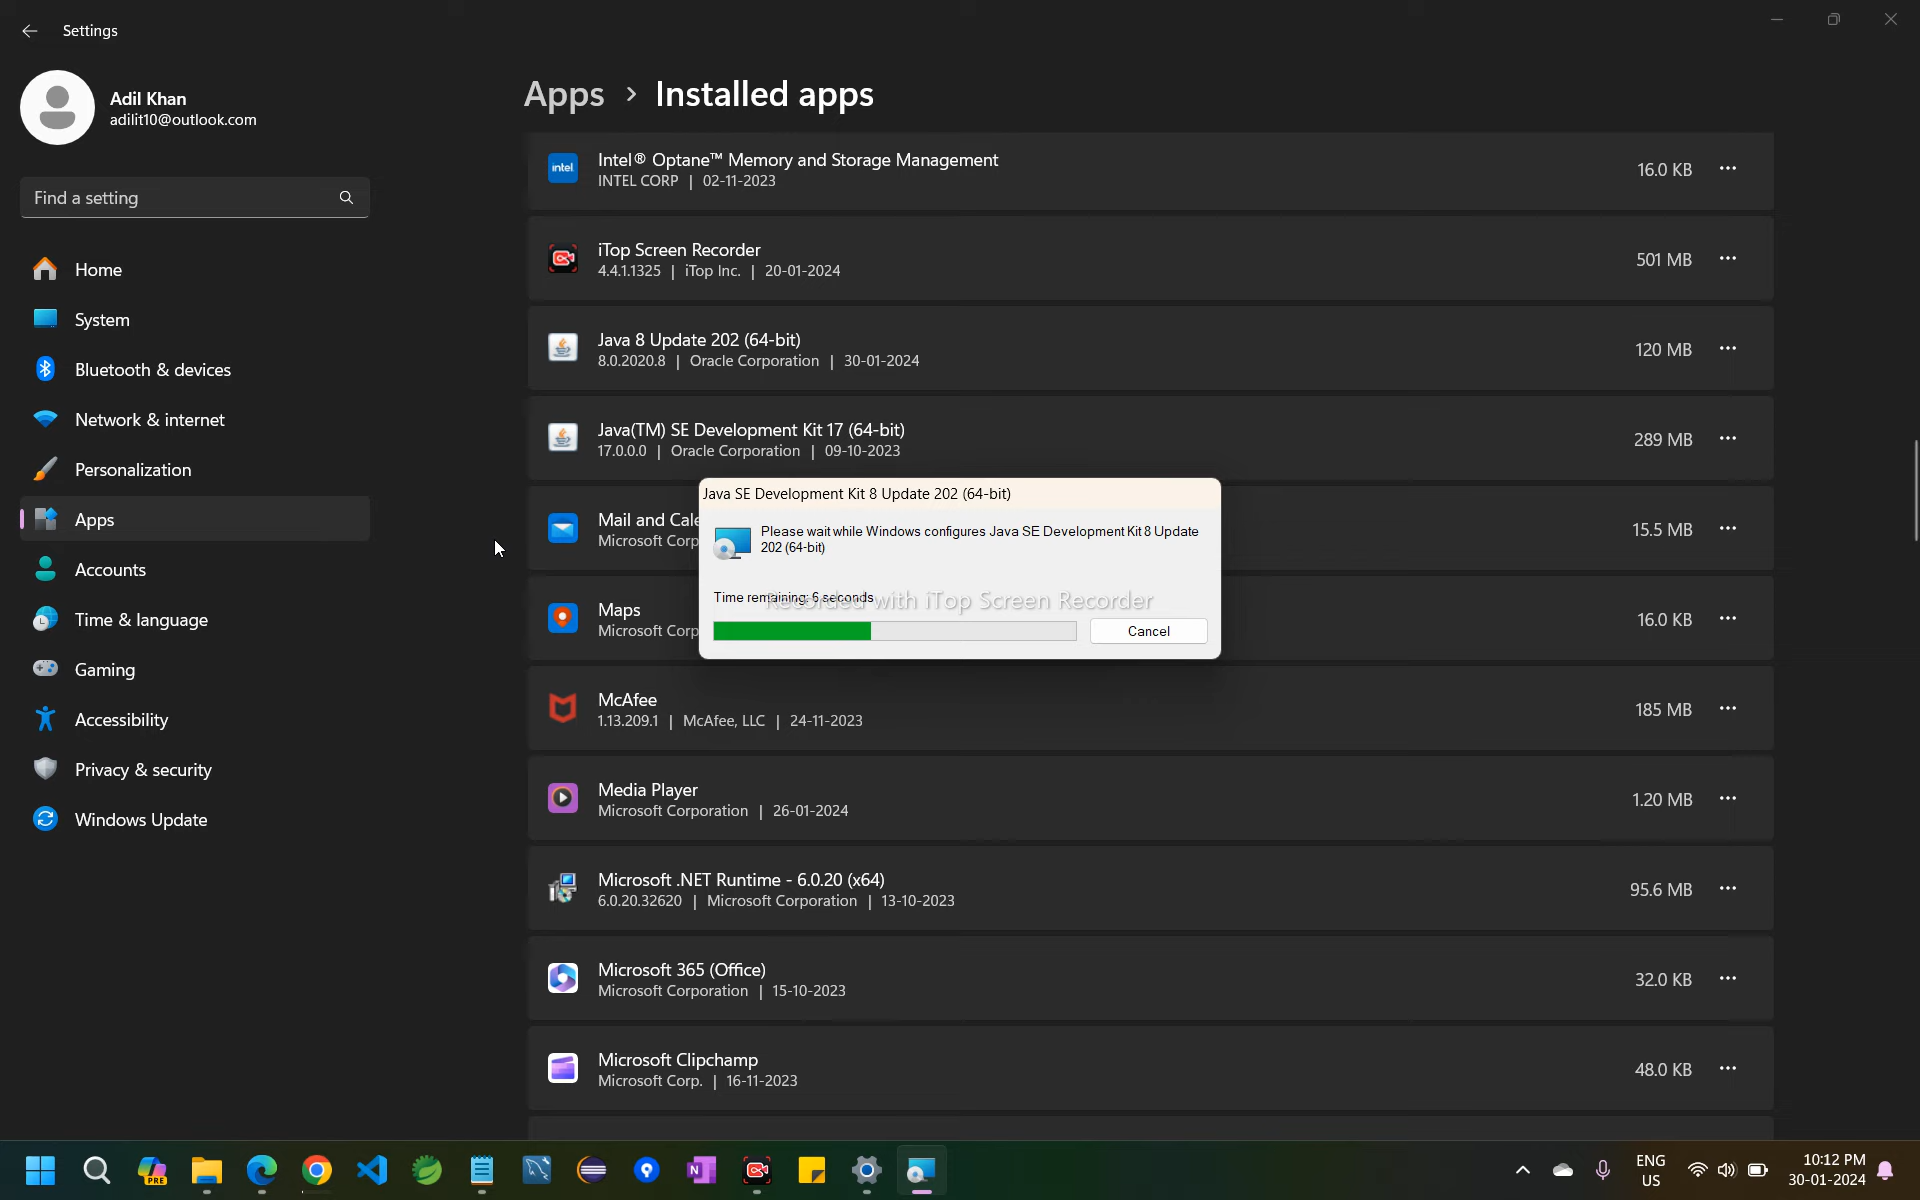 Settings
Adil Khan
adilit10@outlook.com
Find a setting
Home
System
Bluetooth & devices
Network & internet
Personalization
Apps
Accounts
Time & language
Gaming
Accessibility
Privacy & security
Windows Update
Apps > Installed apps
intel
Intel® Optane™ Memory and Storage Management
INTEL CORP | 02-11-2023
16.0 KB
iTop Screen Recorder
4.4.1.1325 | iTop Inc. | 20-01-2024
501 MB
Java 8 Update 202 (64-bit)
8.0.2020.8 | Oracle Corporation | 30-01-2024
120 MB
Java(TM) SE Development Kit 17 (64-bit)
17.0.0.0 | Oracle Corporation | 09-10-2023
289 MB
Mail and Cale
Microsoft Corp
15.5 MB
Maps
Microsoft Corp
16.0 KB
Java SE Development Kit 8 Update 202 (64-bit)
Please wait while Windows configures Java SE Development Kit 8 Update
202 (64-bit)
Time remaining: 6 seconds
Recorded with iTop Screen Recorder
Cancel
McAfee
1.13.209.1 | McAfee, LLC | 24-11-2023
185 MB
Media Player
Microsoft Corporation | 26-01-2024
1.20 MB
Microsoft .NET Runtime - 6.0.20 (x64)
6.0.20.32620 | Microsoft Corporation | 13-10-2023
95.6 MB
Microsoft 365 (Office)
Microsoft Corporation | 15-10-2023
32.0 KB
Microsoft Clipchamp
Microsoft Corp. | 16-11-2023
48.0 KB
PRE
ENG
US
10:12 PM
30-01-2024